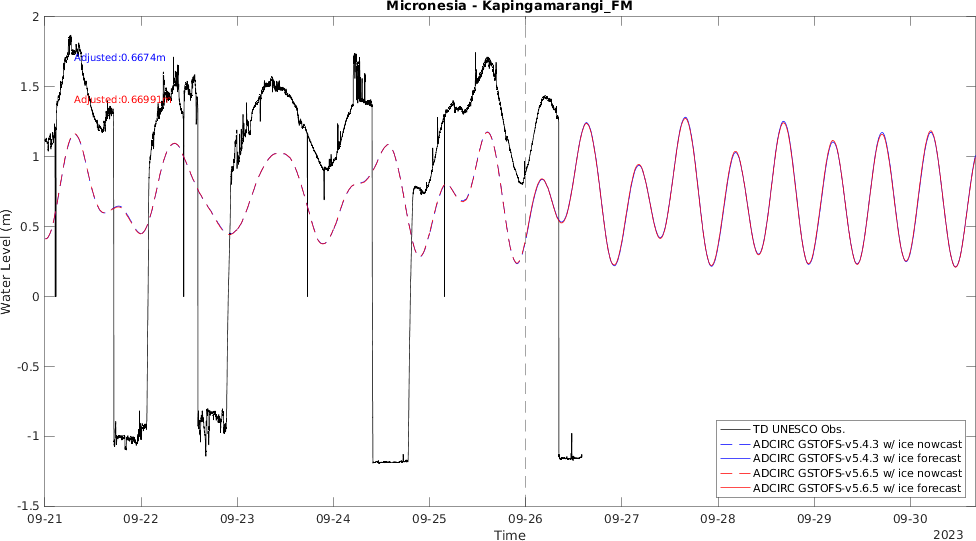 Micronesia - Kapingamarangi_FM
2
1.5
1
0.5
0
-0.5
-1
-1.5
Water Level (m)
Adjusted:0.6674m
Adjusted:0.66991m
09-21
09-22
09-23
09-24
09-25
09-26
09-27
09-28
09-29
09-30
Time
2023
TD UNESCO Obs.
ADCIRC GSTOFS-v5.4.3 w/ ice nowcast
ADCIRC GSTOFS-v5.4.3 w/ ice forecast
ADCIRC GSTOFS-v5.6.5 w/ ice nowcast
ADCIRC GSTOFS-v5.6.5 w/ ice forecast